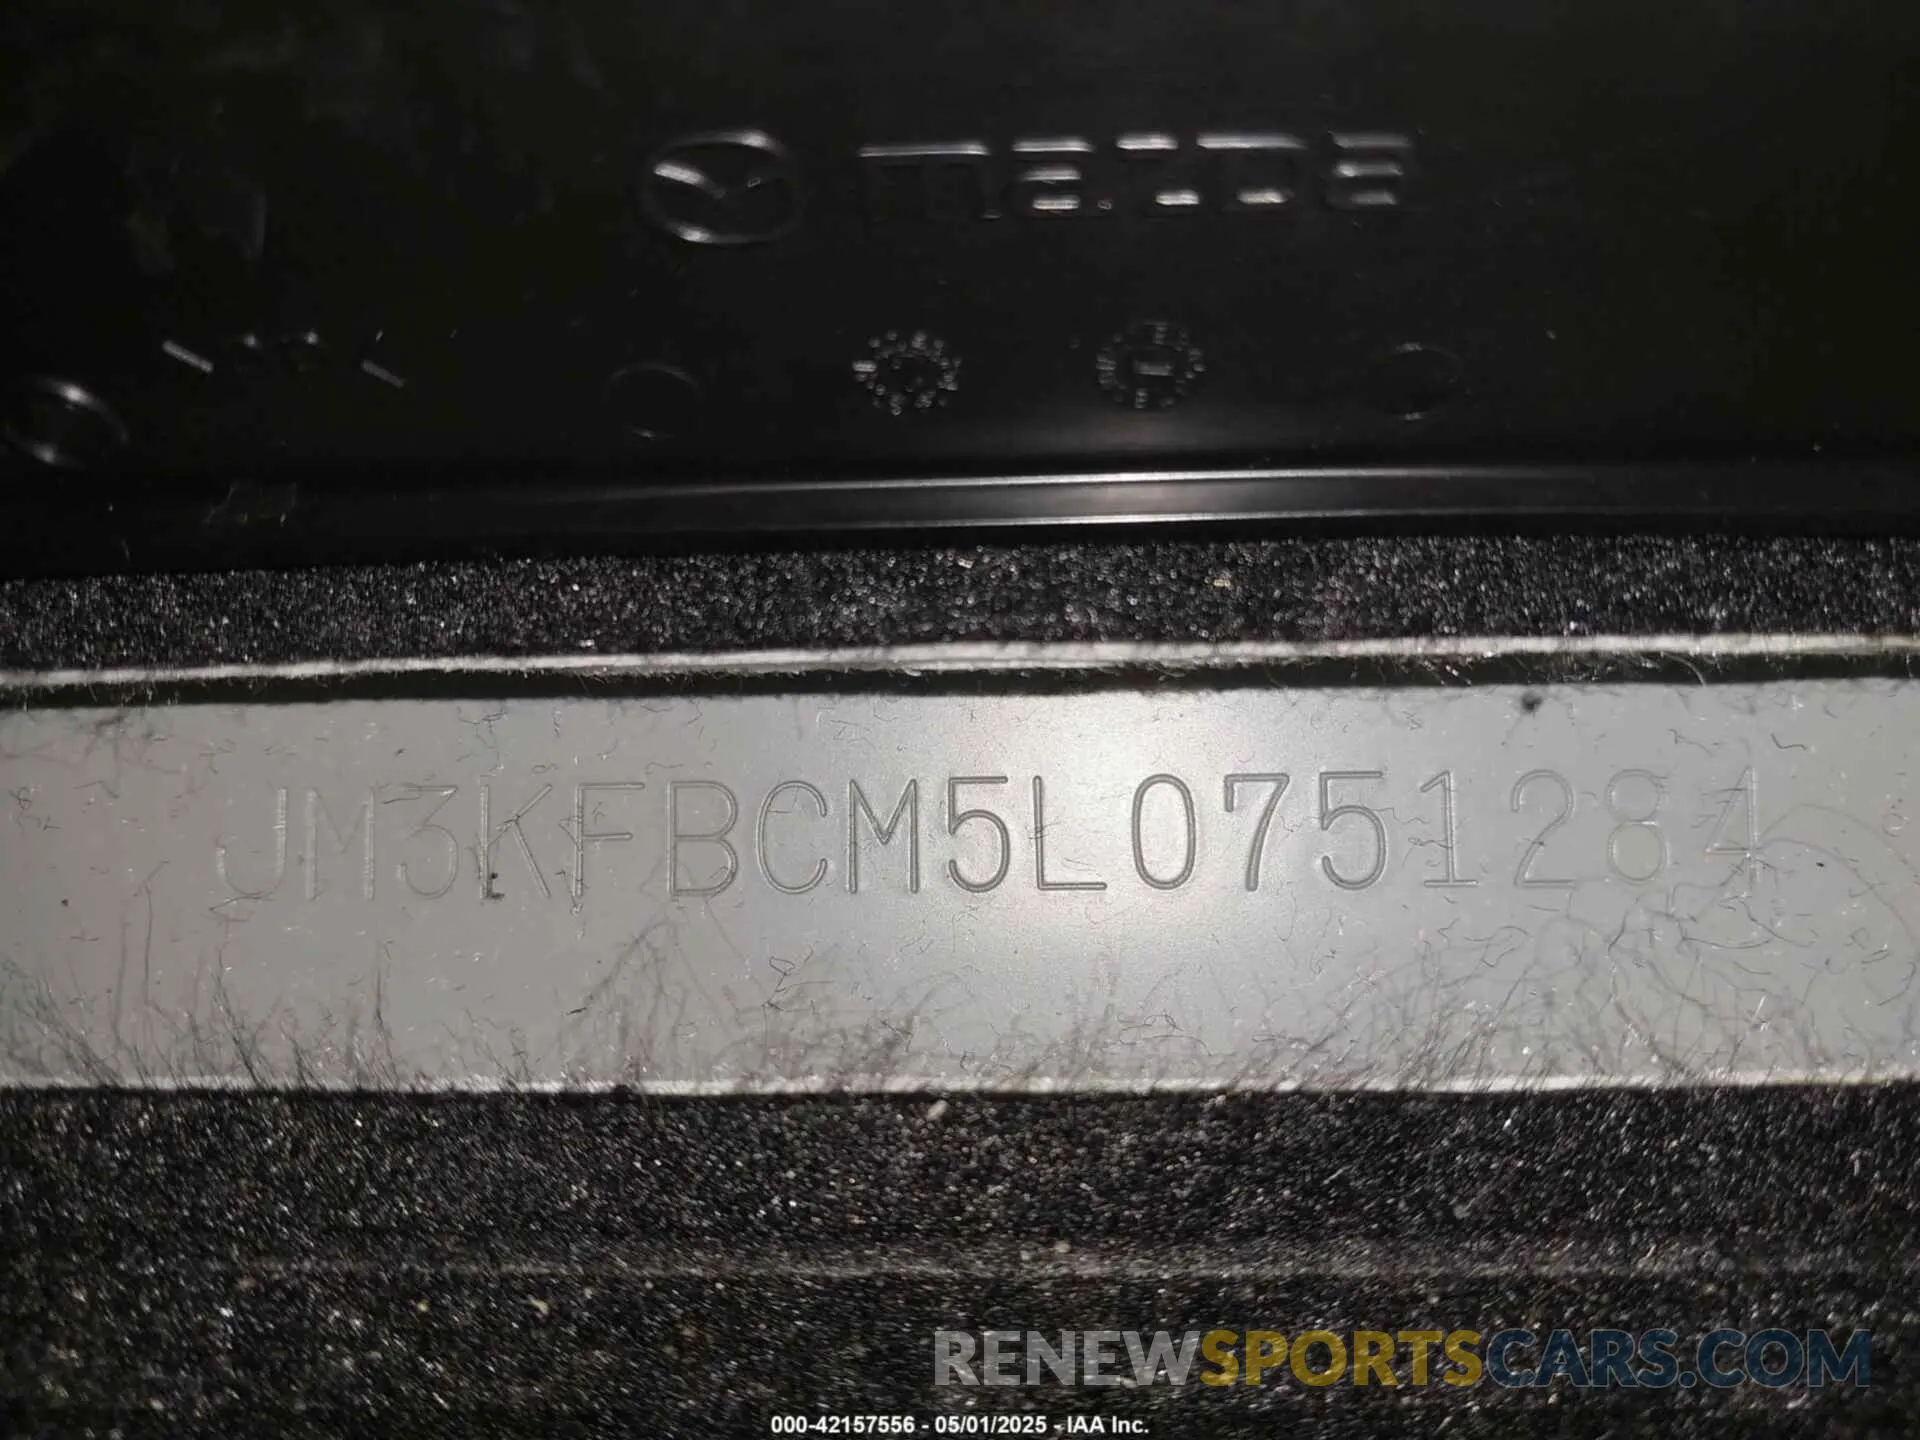 mazda
JM3KFBCM5L0751284
RENEWSPORTSCARS.COM
000-42157556 - 05/01/2025 - IAA Inc.